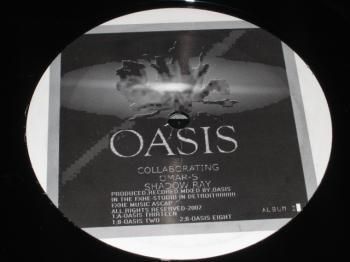 OASIS
COLLABORATING
OMAR-S
SHADOW RAY
PRODUCED.RECORED MIXED BY OASIS
IN THE FXHE-STUDIO IN DETROIT!!!!!!!!!!
FXHE MUSIC ASCAP
ALL RIGHTS RESERVED-2007
1:A-OASIS THIRTEEN
1:B-OASIS TWO 2:B-OASIS EIGHT
ALBUM